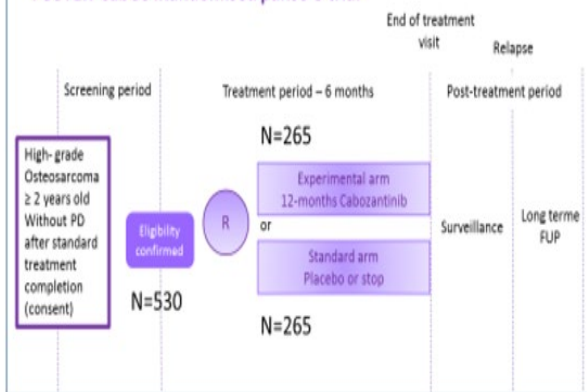 End of treatment
visit
Relapse
Screening period
Treatment period – 6 months
Post-treatment period
High-grade
Osteosarcoma
≥ 2 years old
Without PD
after standard
treatment
completion
(consent)
Eligibility
confirmed
N=530
R
N=265
Experimental arm
12-months Cabozantinib
or
Standard arm
Placebo or stop
N=265
Surveillance
Long terme
FUP